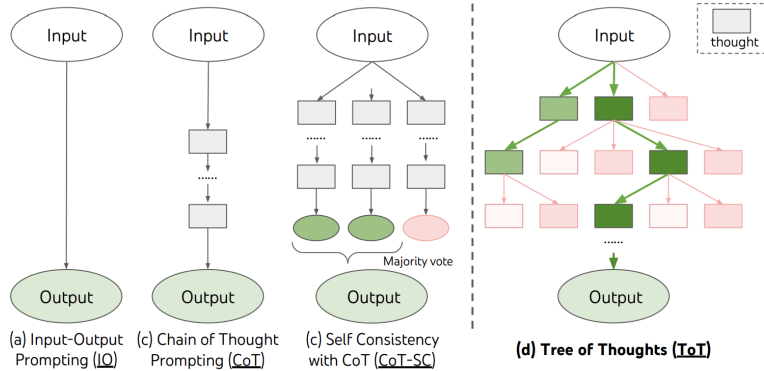 Input
Input
Input
Input
thought
......
......
......
......
......
Majority vote
Output
Output
Output
Output
(a) Input-Output
Prompting (IO)
(c) Chain of Thought
Prompting (CoT)
(c) Self Consistency
with CoT (CoT-SC)
(d) Tree of Thoughts (ToT)